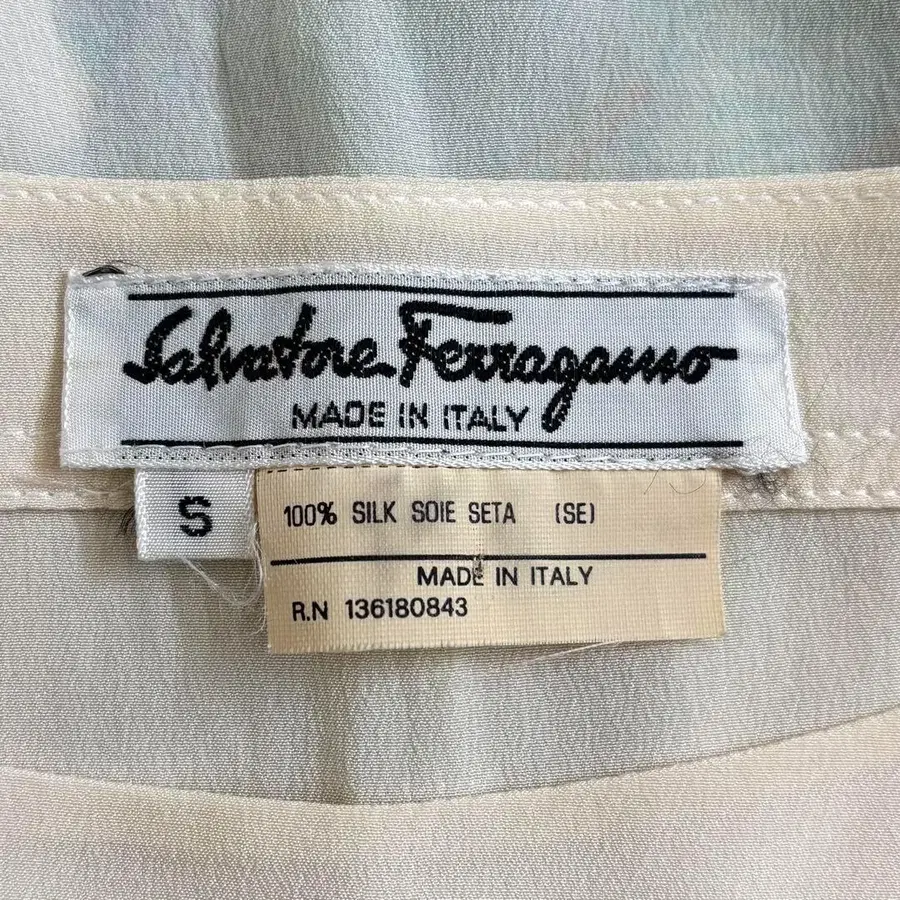 Salvatore Ferragamo
MADE IN ITALY
S
100% SILK SOIE SETA (SE)
MADE IN ITALY
R.N 136180843